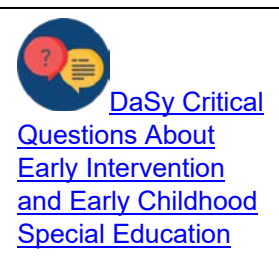 ?
DaSy Critical
Questions About
Early Intervention
and Early Childhood
Special Education